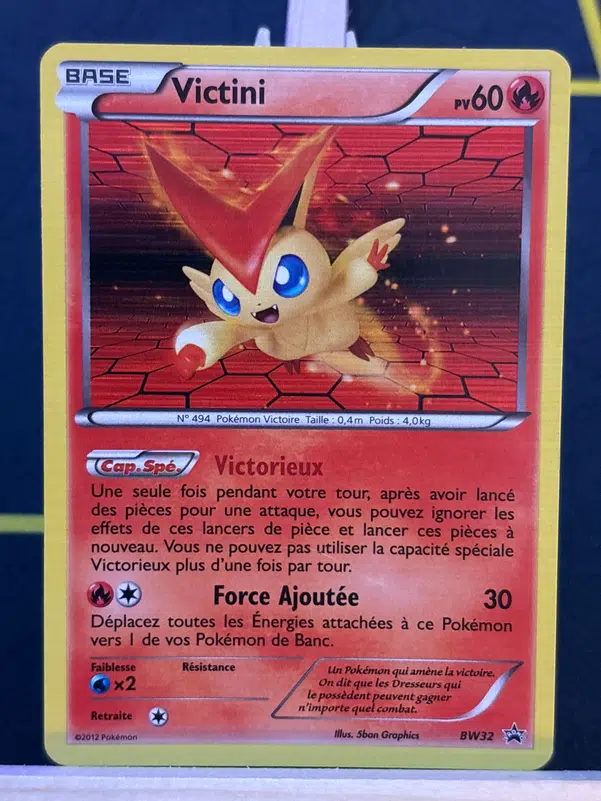 BASE
Victini
PV60
N° 494 Pokémon Victoire Taille : 0,4m Poids : 4,0kg
Cap. Spé. Victorieux
Une seule fois pendant votre tour, après avoir lancé
des pièces pour une attaque, vous pouvez ignorer les
effets de ces lancers de pièce et lancer ces pièces à
nouveau. Vous ne pouvez pas utiliser la capacité spéciale
Victorieux plus d'une fois par tour.
Force Ajoutée 30
Déplacez toutes les Énergies attachées à ce Pokémon
vers 1 de vos Pokémon de Banc.
Faiblesse Résistance
×2
Retraite
Un Pokémon qui amène la victoire.
On dit que les Dresseurs qui
le possèdent peuvent gagner
n'importe quel combat.
©2012 Pokémon Illus. 5ban Graphics BW32